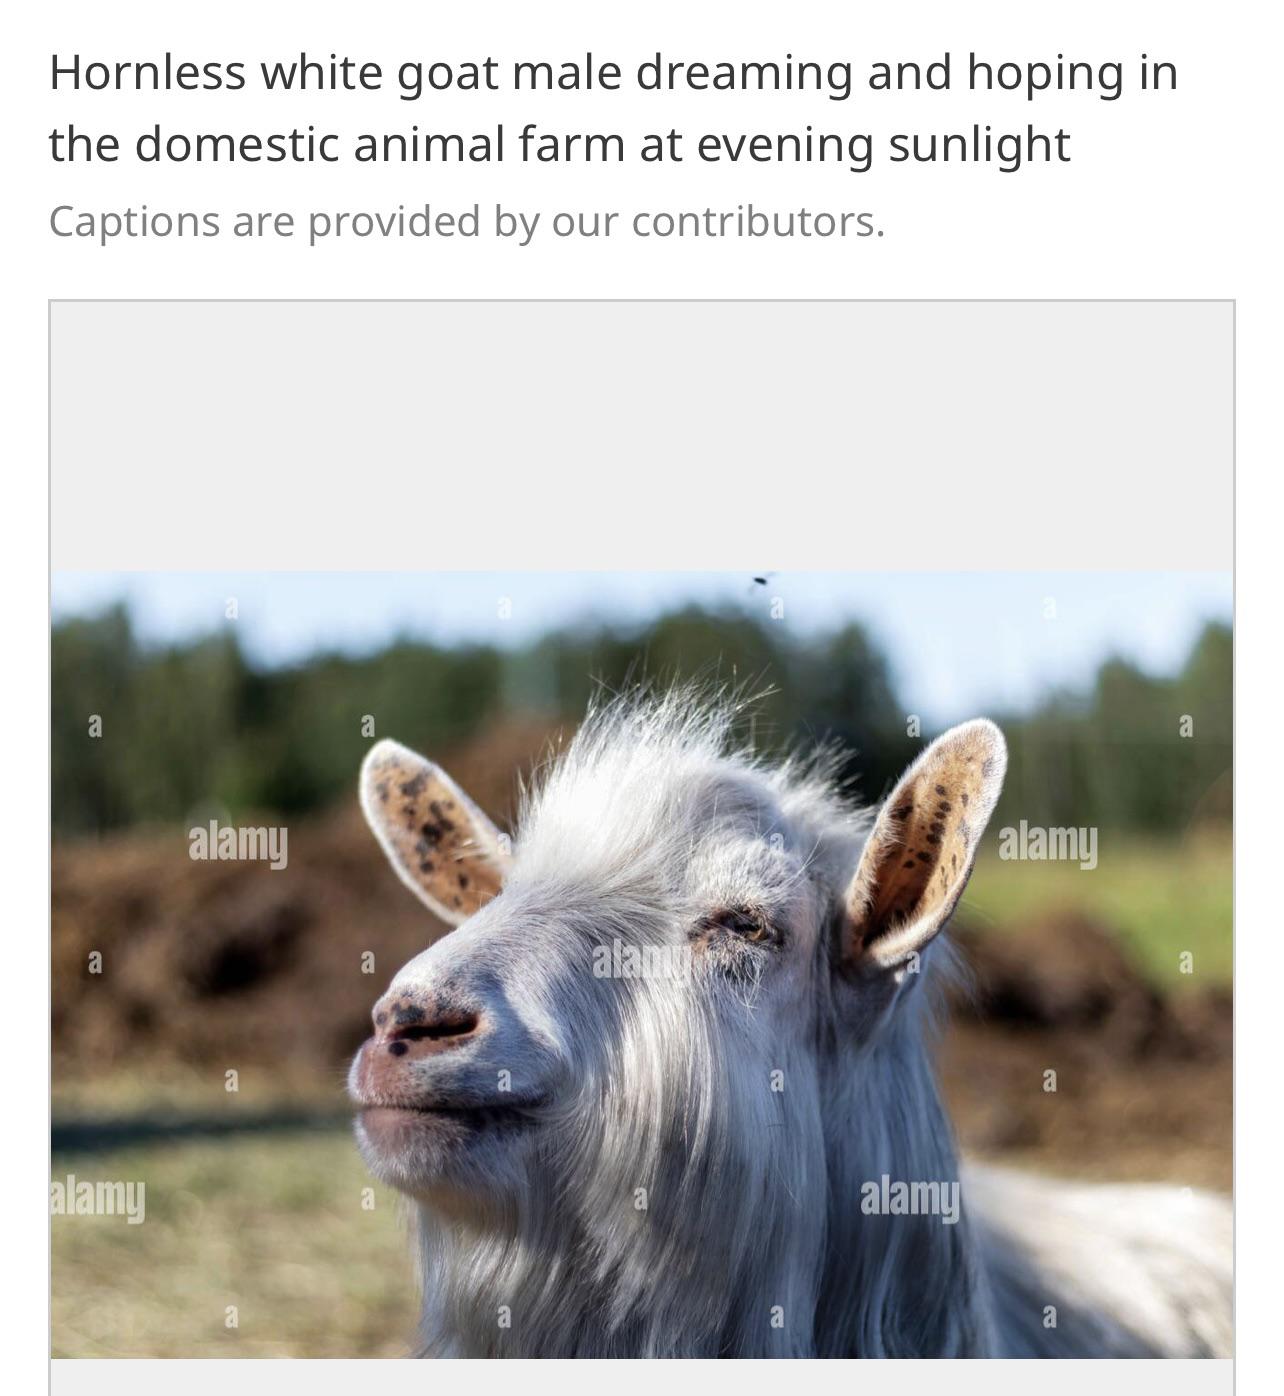 Hornless white goat male dreaming and hoping in
the domestic animal farm at evening sunlight
Captions are provided by our contributors.
a a a a
a a a a
alamy a alamy
a a alamy a a
a a a a
alamy a a alamy a
a a a a